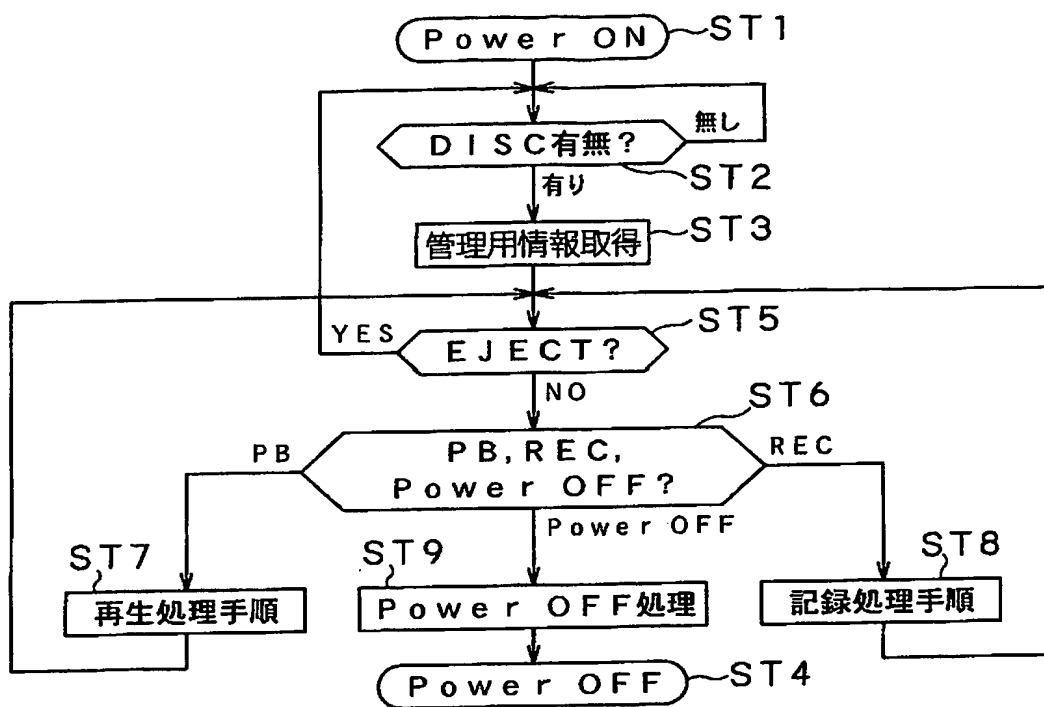 Power ON
ST1
無し
DISC有無?
ST2
有り
管理用情報取得
ST3
YES
EJECT?
ST5
NO
ST6
PB
PB,REC,
Power OFF?
REC
Power OFF
ST7
ST9
ST8
再生処理手順
Power OFF処理
記録処理手順
Power OFF
ST4